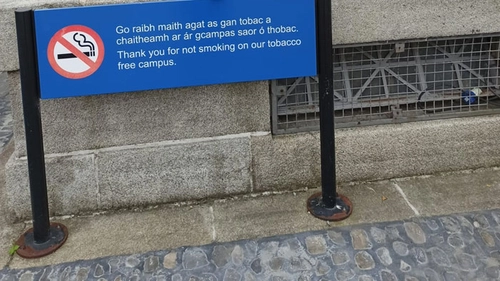 Go raibh maith agat as gan tobac a
chaitheamh ar ár gcampas saor ó thobac.
Thank you for not smoking on our tobacco
free campus.